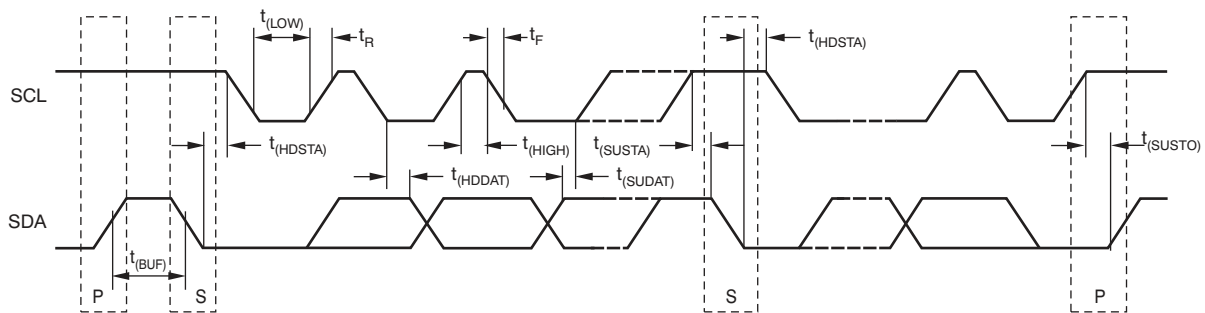 t(LOW)
tR
tF
t(HDSTA)
SCL
t(HDSTA)
t(HIGH)
t(SUSTA)
t(SUSTO)
t(HDDAT)
t(SUDAT)
SDA
t(BUF)
P
S
S
P